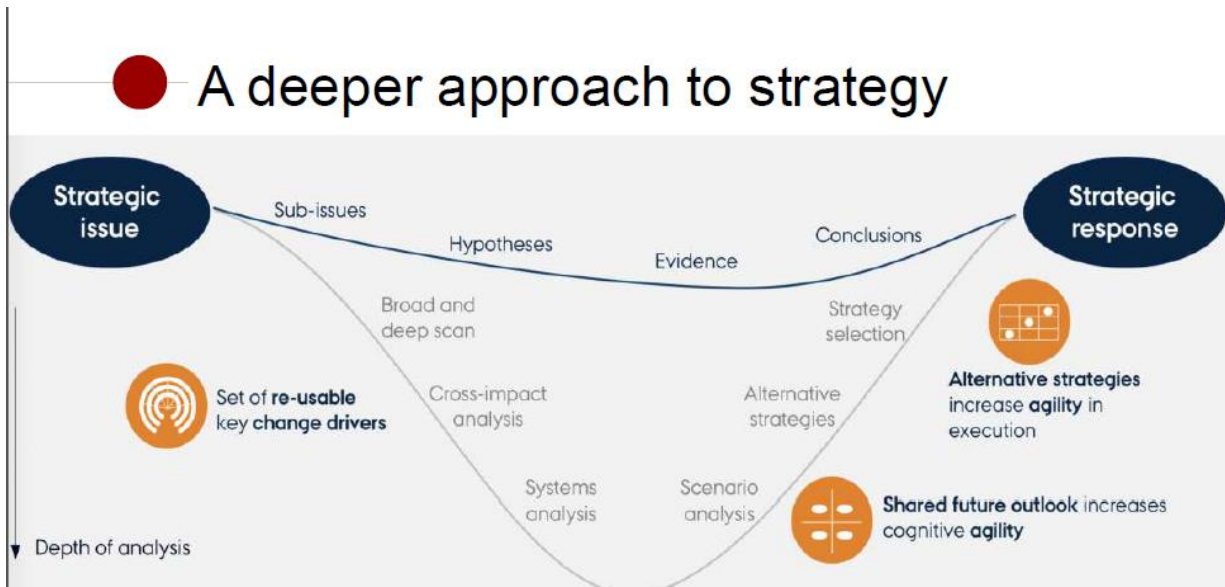 A deeper approach to strategy
Strategic
issue
Sub-issues
Hypotheses
Evidence
Conclusions
Strategic
response
Broad and
deep scan
Strategy
selection
Set of re-usable
key change drivers
Cross-impact
analysis
Alternative
strategies
Alternative strategies
increase agility in
execution
Systems
analysis
Scenario
analysis
Shared future outlook increases
cognitive agility
Depth of analysis